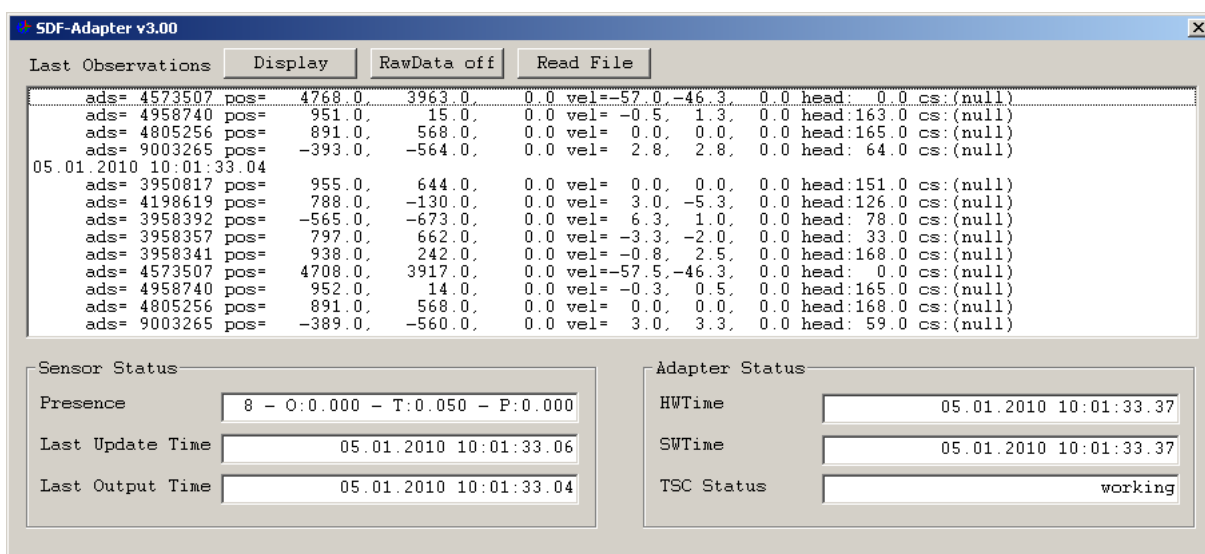 SDF-Adapter v3.00
Last Observations Display RawData off Read File
ads= 4573507 pos= 4768.0, 3963.0, 0.0 vel=-57.0,-46.3, 0.0 head: 0.0 cs:(null)
ads= 4958740 pos= 951.0, 15.0, 0.0 vel= -0.5, 1.3, 0.0 head:163.0 cs:(null)
ads= 4805256 pos= 891.0, 568.0, 0.0 vel= 0.0, 0.0, 0.0 head:165.0 cs:(null)
ads= 9003265 pos= -393.0, -564.0, 0.0 vel= 2.8, 2.8, 0.0 head: 64.0 cs:(null)
05.01.2010 10:01:33.04
ads= 3950817 pos= 955.0, 644.0, 0.0 vel= 0.0, 0.0, 0.0 head:151.0 cs:(null)
ads= 4198619 pos= 788.0, -130.0, 0.0 vel= 3.0, -5.3, 0.0 head:126.0 cs:(null)
ads= 3958392 pos= -565.0, -673.0, 0.0 vel= 6.3, 1.0, 0.0 head: 78.0 cs:(null)
ads= 3958357 pos= 797.0, 662.0, 0.0 vel= -3.3, -2.0, 0.0 head: 33.0 cs:(null)
ads= 3958341 pos= 938.0, 242.0, 0.0 vel= -0.8, 2.5, 0.0 head:168.0 cs:(null)
ads= 4573507 pos= 4708.0, 3917.0, 0.0 vel=-57.5,-46.3, 0.0 head: 0.0 cs:(null)
ads= 4958740 pos= 952.0, 14.0, 0.0 vel= -0.3, 0.5, 0.0 head:165.0 cs:(null)
ads= 4805256 pos= 891.0, 568.0, 0.0 vel= 0.0, 0.0, 0.0 head:168.0 cs:(null)
ads= 9003265 pos= -389.0, -560.0, 0.0 vel= 3.0, 3.3, 0.0 head: 59.0 cs:(null)
Sensor Status
Presence 8 - O:0.000 - T:0.050 - P:0.000
Last Update Time 05.01.2010 10:01:33.06
Last Output Time 05.01.2010 10:01:33.04
Adapter Status
HWTime 05.01.2010 10:01:33.37
SWTime 05.01.2010 10:01:33.37
TSC Status working